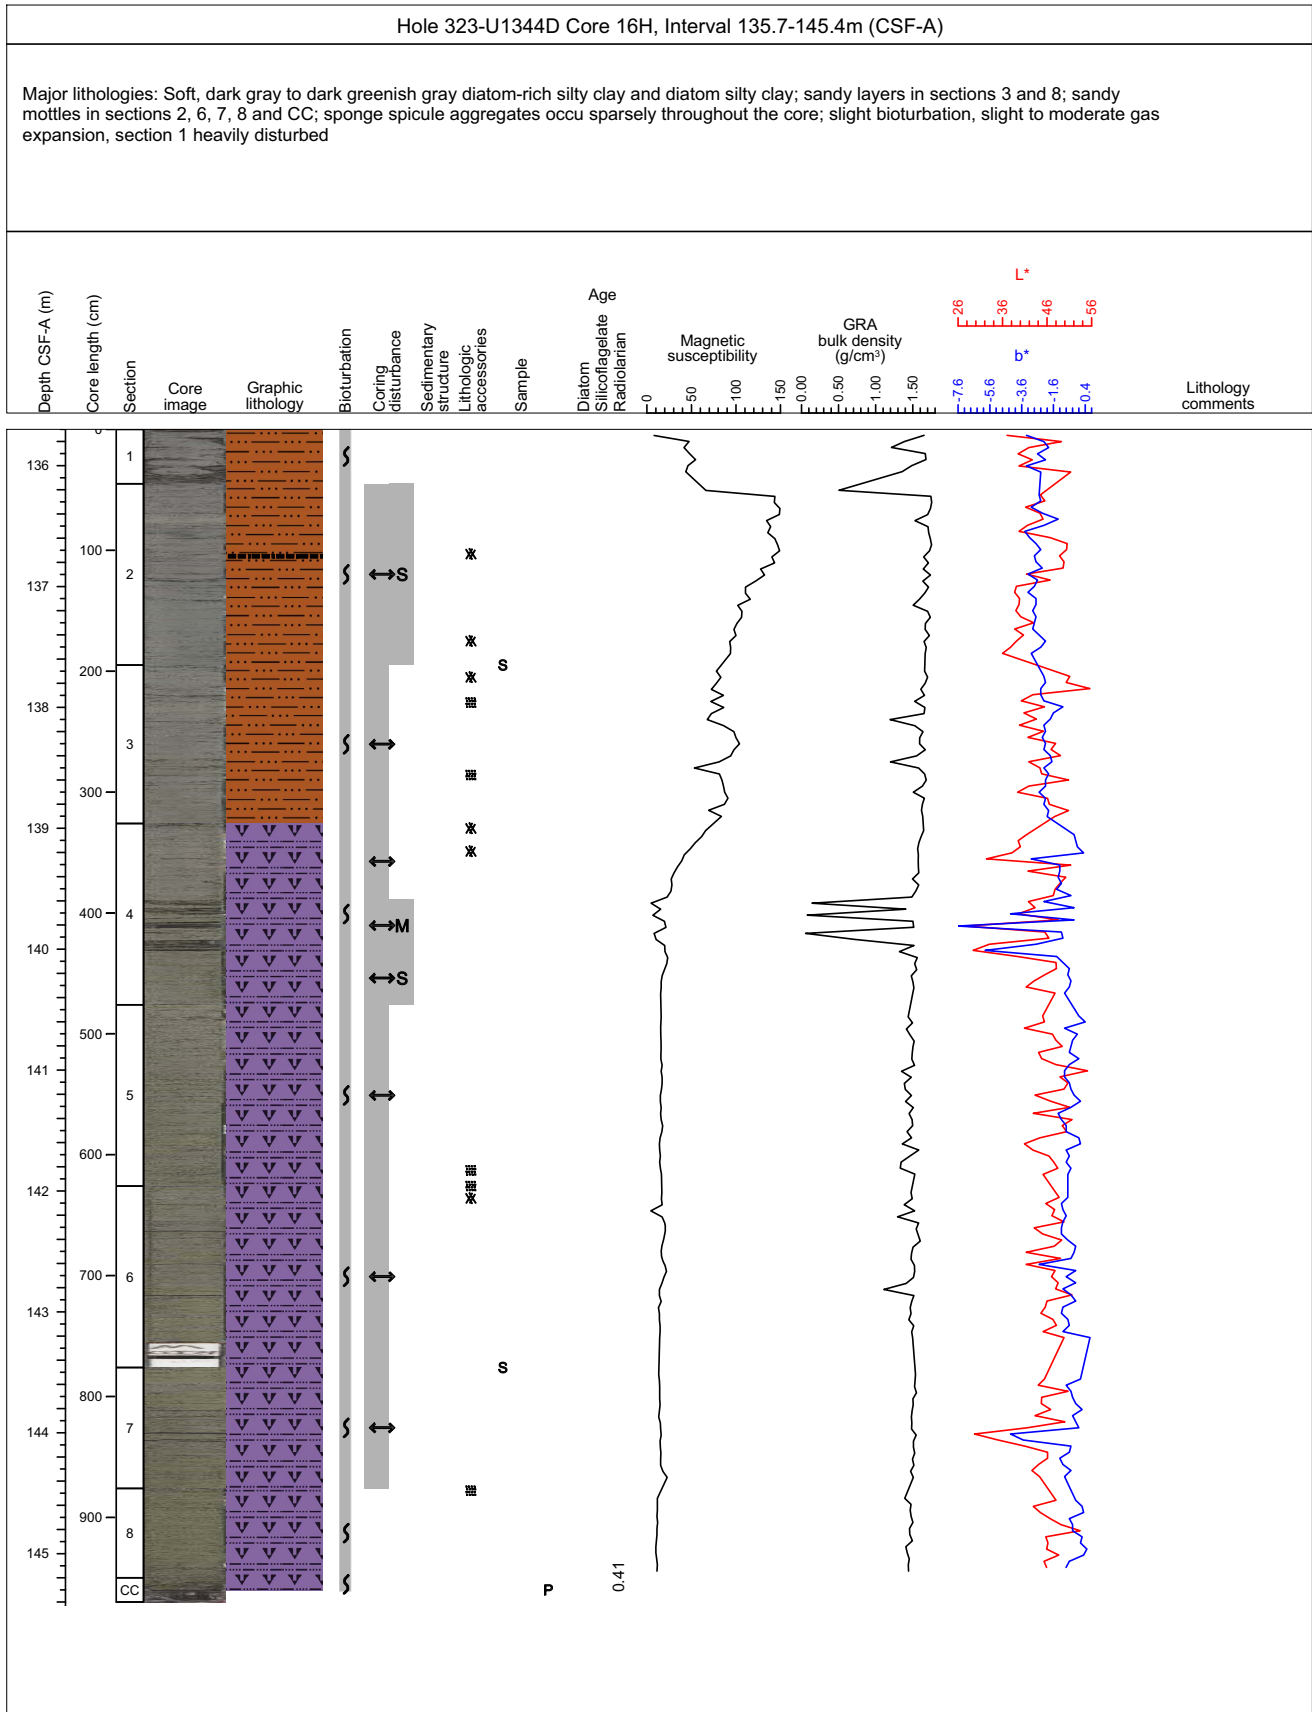 Hole 323-U1344D Core 16H, Interval 135.7-145.4m (CSF-A)
Major lithologies: Soft, dark gray to dark greenish gray diatom-rich silty clay and diatom silty clay; sandy layers in sections 3 and 8; sandy
mottles in sections 2, 6, 7, 8 and CC; sponge spicule aggregates occu sparsely throughout the core; slight bioturbation, slight to moderate gas
expansion, section 1 heavily disturbed
Depth CSF-A (m)
Core length (cm)
Section
Core
image
Graphic
lithology
Bioturbation
Coring
disturbance
Sedimentary
structure
Lithologic
accessories
Sample
Age
Diatom
Silicoflagelate
Radiolarian
Magnetic
susceptibility
0 50 100 150
GRA
bulk density
(g/cm³)
0.00 0.50 1.00 1.50
L*
26 36 46 56
b*
-7.6 -5.6 -3.6 -1.6 0.4
Lithology
comments
0
1
136
100
2
S
137
200
S
138
3
300
139
400
4
M
140
S
500
141
5
600
142
700
6
143
S
800
7
144
900
8
145
CC
P
0.41